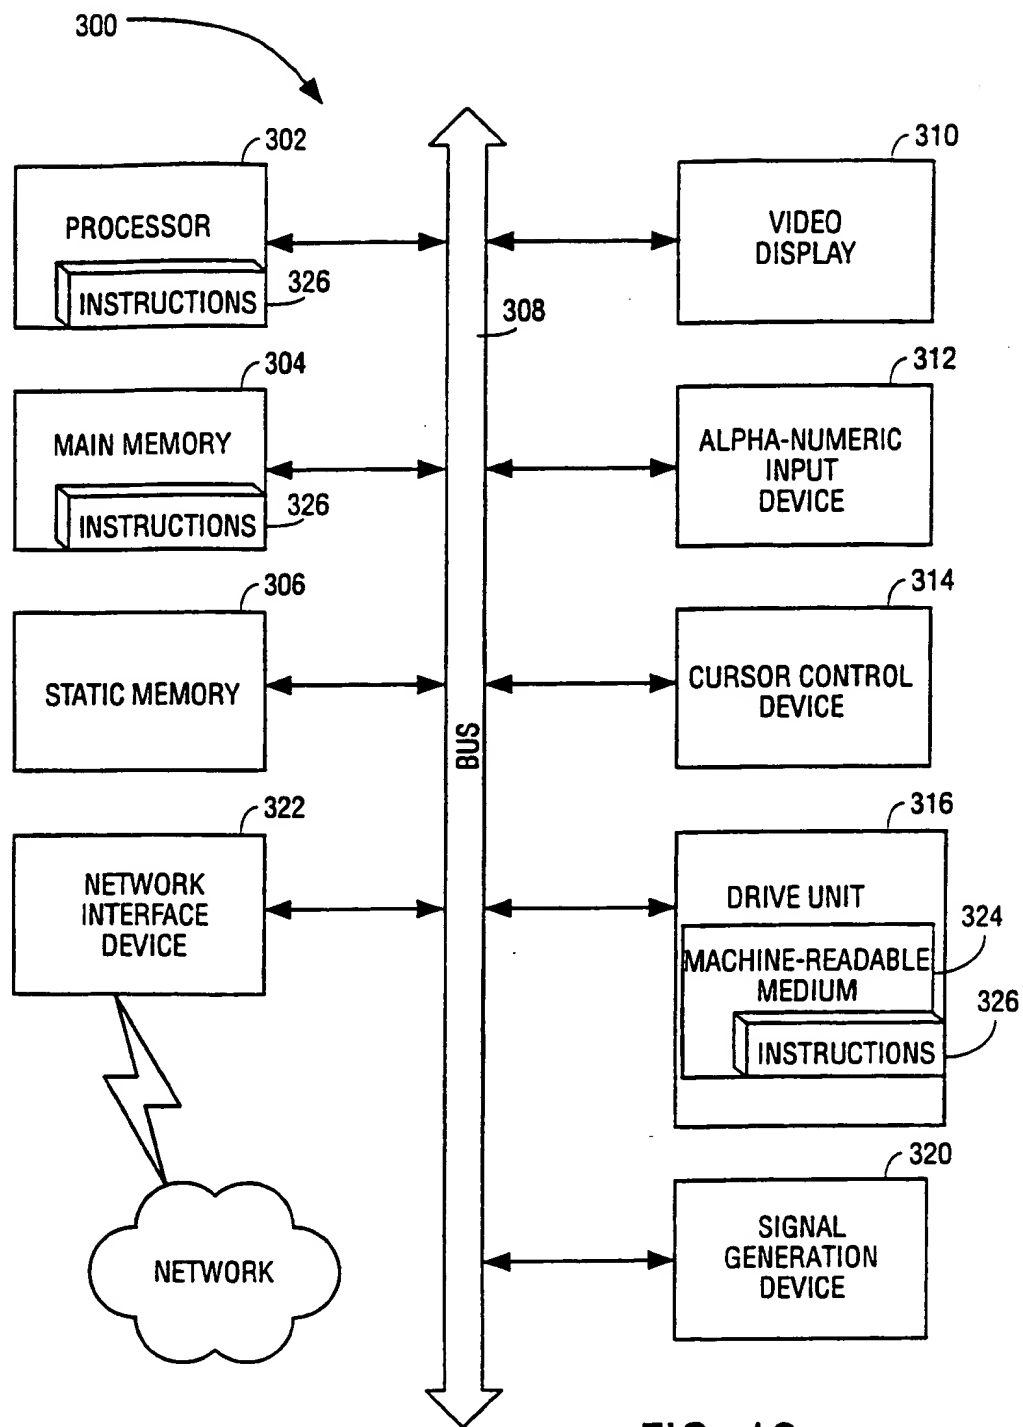 300
302
PROCESSOR
INSTRUCTIONS
326
304
MAIN MEMORY
INSTRUCTIONS
326
306
STATIC MEMORY
322
NETWORK
INTERFACE
DEVICE
NETWORK
308
BUS
310
VIDEO
DISPLAY
312
ALPHA-NUMERIC
INPUT
DEVICE
314
CURSOR CONTROL
DEVICE
316
DRIVE UNIT
324
MACHINE-READABLE
MEDIUM
326
INSTRUCTIONS
320
SIGNAL
GENERATION
DEVICE